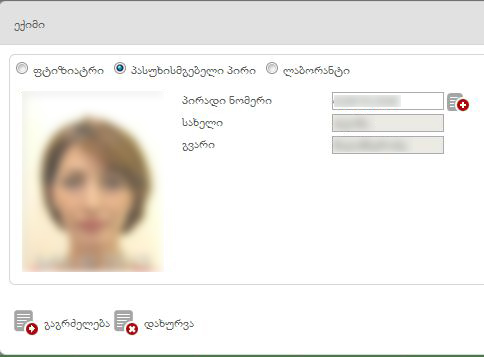 ექიმი
ფტიზიატრი პასუხისმგებელი პირი ლაბორანტი
პირადი ნომერი
სახელი
გვარი
გაგრძელება დახურვა